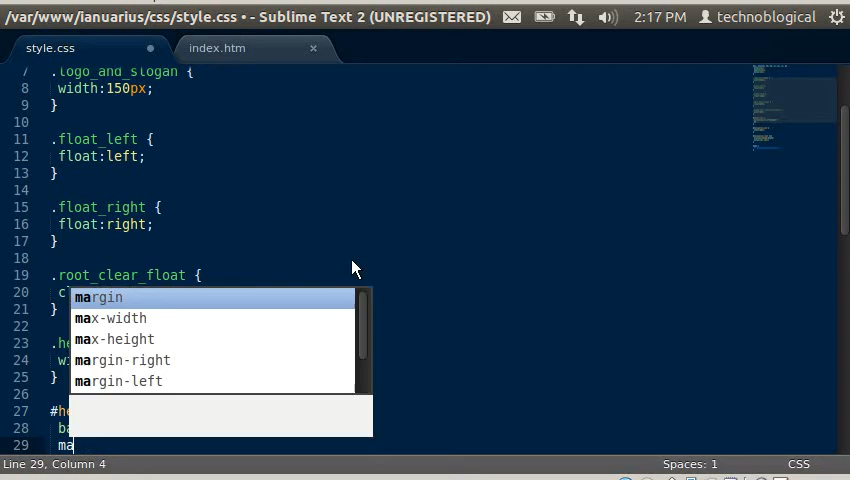 /var/www/ianuarius/css/style.css • - Sublime Text 2 (UNREGISTERED) 2:17 PM technoblogical
style.css index.htm
7 .logo_and_slogan {
8 width:150px;
9 }
10
11 .float_left {
12 float:left;
13 }
14
15 .float_right {
16 float:right;
17 }
18
19 .root_clear_float {
20 cl
21 }
22
23 .he
24 wi
25 }
26
27 #he
28 ba
29 ma
margin
max-width
max-height
margin-right
margin-left
Line 29, Column 4 Spaces: 1 CSS